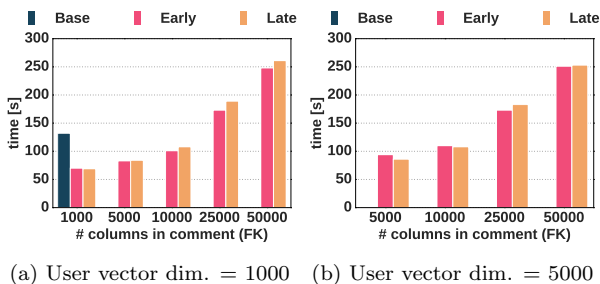 Base Early Late
300
250
200
150
100
50
0
time [s]
1000 5000 10000 25000 50000
# columns in comment (FK)
(a) User vector dim. = 1000
Base Early Late
300
250
200
150
100
50
0
time [s]
5000 10000 25000 50000
# columns in comment (FK)
(b) User vector dim. = 5000